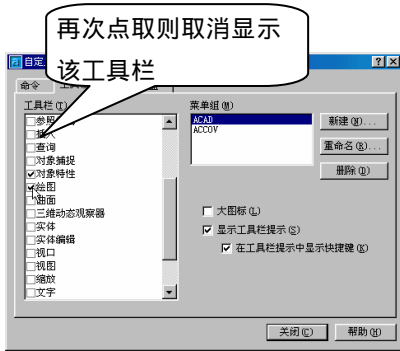 再次点取则取消显示
该工具栏
自定
命令
工具栏(T)
菜单组(M)
参照
插入
查询
对象捕捉
对象特性
绘图
曲面
三维动态观察器
实体
实体编辑
视口
视图
缩放
文字
ACAD
ACCOV
新建(N)...
重命名(R)...
删除(D)
大图标(L)
显示工具栏提示(S)
在工具栏提示中显示快捷键(K)
关闭(C)
帮助(H)